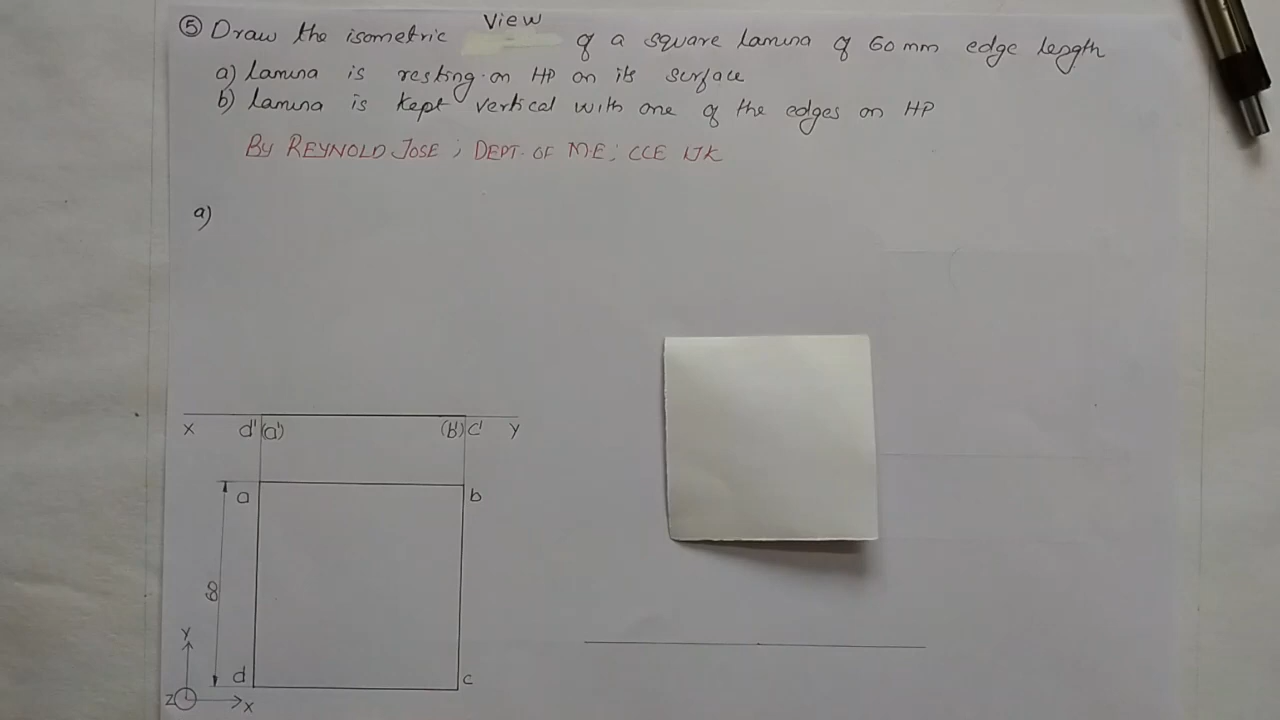 ⑤ Draw the isometric View of a square lamina of 60 mm edge length
a) lamina is resting on HP on its surface
b) lamina is kept vertical with one of the edges on HP
By REYNOLD JOSE; DEPT. OF M.E; CCE IJK
a)
X d' (a') (b') c' Y
a b
60
Y
d c
Z X